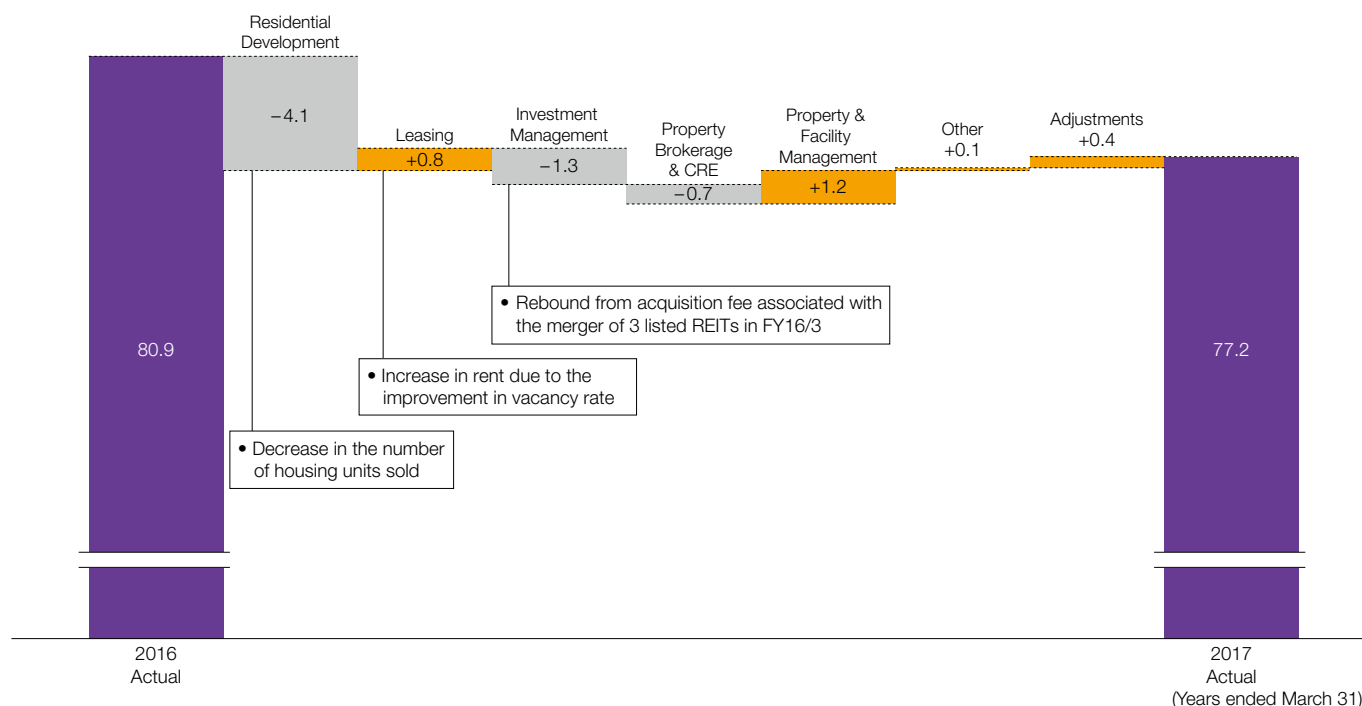 Residential
Development
−4.1
Leasing
+0.8
Investment
Management
−1.3
Property
Brokerage
& CRE
−0.7
Property &
Facility
Management
+1.2
Other
+0.1
Adjustments
+0.4
80.9
77.2
• Rebound from acquisition fee associated with
the merger of 3 listed REITs in FY16/3
• Increase in rent due to the
improvement in vacancy rate
• Decrease in the number
of housing units sold
2016
Actual
2017
Actual
(Years ended March 31)